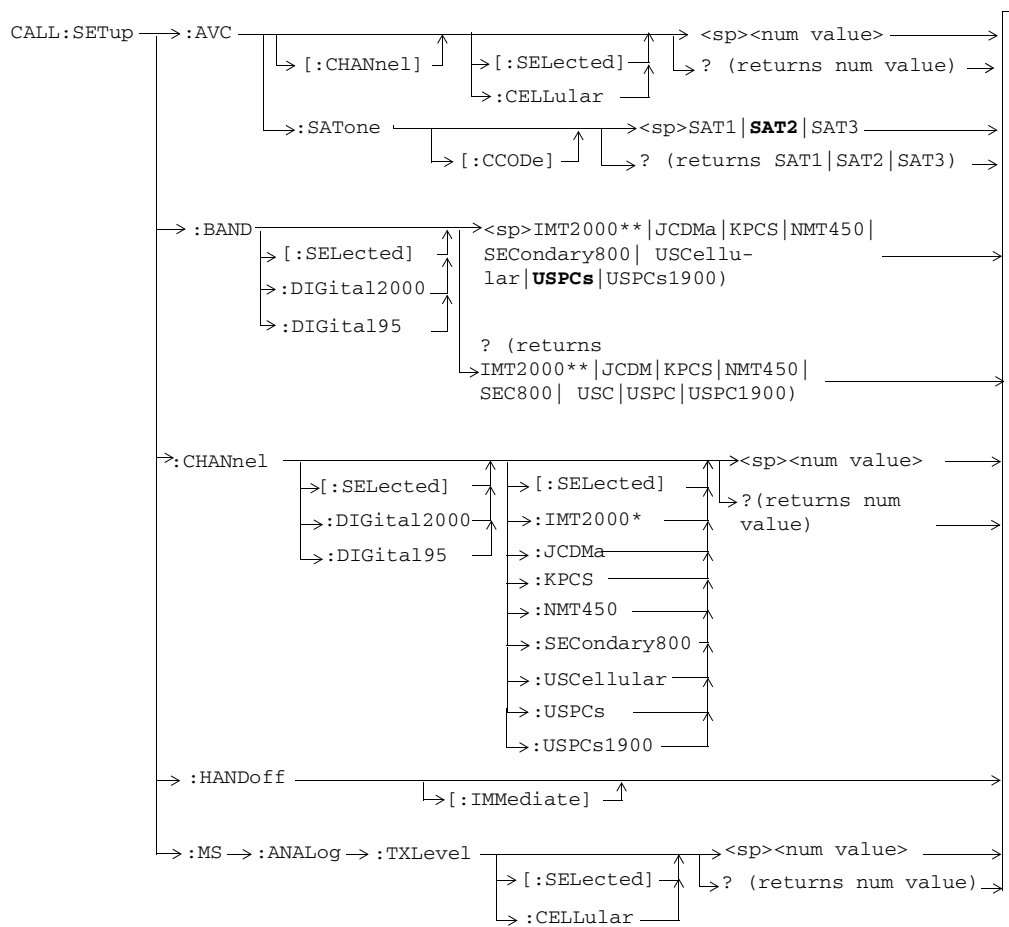 CALL:SETup :AVC <sp><num value>
[:CHANnel] [:SELected] ? (returns num value)
:CELLular
:SATone <sp>SAT1|SAT2|SAT3
[:CCODe] ? (returns SAT1|SAT2|SAT3)
:BAND <sp>IMT2000**|JCDMa|KPCS|NMT450|
[:SELected] SECondary800| USCellu-
:DIGital2000 lar|USPCs|USPCs1900)
:DIGital95
? (returns
IMT2000**|JCDM|KPCS|NMT450|
SEC800| USC|USPC|USPC1900)
:CHANnel <sp><num value>
[:SELected] [:SELected] ?(returns num
:DIGital2000 :IMT2000* value)
:DIGital95 :JCDMa
:KPCS
:NMT450
:SECondary800
:USCellular
:USPCs
:USPCs1900
:HANDoff
[:IMMediate]
:MS :ANALog :TXLevel <sp><num value>
[:SELected] ? (returns num value)
:CELLular